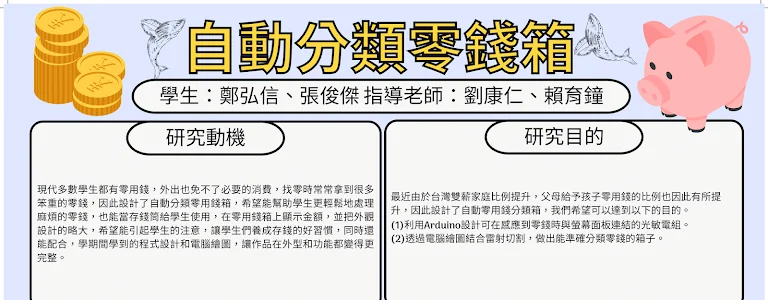 自動分類零錢箱
學生：鄭弘信、張俊傑 指導老師：劉康仁、賴育鐘
研究動機
現代多數學生都有零用錢，外出也免不了必要的消費，找零時常常拿到很多
笨重的零錢，因此設計了自動分類零用錢箱，希望能幫助學生更輕鬆地處理
麻煩的零錢，也能當存錢筒給學生使用，在零用錢箱上顯示金額，並把外觀
設計的略大，希望能引起學生的注意，讓學生們養成存錢的好習慣，同時還
能配合，學期間學到的程式設計和電腦繪圖，讓作品在外型和功能都變得更
完整。
研究目的
最近由於台灣雙薪家庭比例提升，父母給予孩子零用錢的比例也因此有所提
升，因此設計了自動零用錢分類箱，我們希望可以達到以下的目的。
(1)利用Arduino設計可在感應到零錢時與螢幕面板連結的光敏電組。
(2)透過電腦繪圖結合雷射切割，做出能準確分類零錢的箱子。